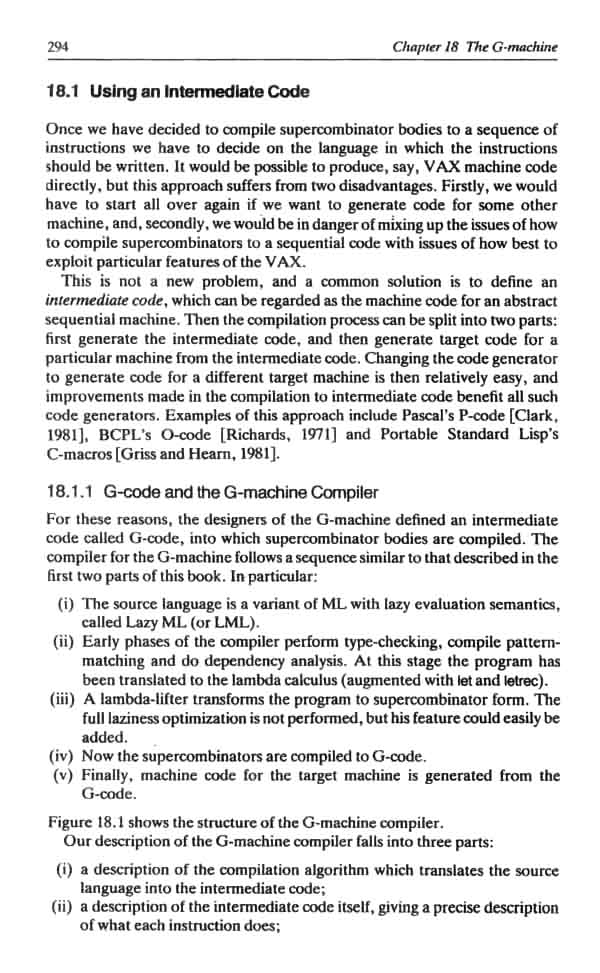 294 Chapter 18 The G-machine
18.1 Using an Intermediate Code
Once we have decided to compile supercombinator bodies to a sequence of
instructions we have to decide on the language in which the instructions
should be written. It would be possible to produce, say, VAX machine code
directly, but this approach suffers from two disadvantages. Firstly, we would
have to start all over again if we want to generate code for some other
machine, and, secondly, we would be in danger of mixing up the issues of how
to compile supercombinators to a sequential code with issues of how best to
exploit particular features of the VAX.
This is not a new problem, and a common solution is to define an
intermediate code, which can be regarded as the machine code for an abstract
sequential machine. Then the compilation process can be split into two parts:
first generate the intermediate code, and then generate target code for a
particular machine from the intermediate code. Changing the code generator
to generate code for a different target machine is then relatively easy, and
improvements made in the compilation to intermediate code benefit all such
code generators. Examples of this approach include Pascal's P-code [Clark,
1981], BCPL's O-code [Richards, 1971] and Portable Standard Lisp's
C-macros [Griss and Hearn, 1981].
18.1.1 G-code and the G-machine Compiler
For these reasons, the designers of the G-machine defined an intermediate
code called G-code, into which supercombinator bodies are compiled. The
compiler for the G-machine follows a sequence similar to that described in the
first two parts of this book. In particular:
(i) The source language is a variant of ML with lazy evaluation semantics,
called Lazy ML (or LML).
(ii) Early phases of the compiler perform type-checking, compile pattern-
matching and do dependency analysis. At this stage the program has
been translated to the lambda calculus (augmented with let and letrec).
(iii) A lambda-lifter transforms the program to supercombinator form. The
full laziness optimization is not performed, but his feature could easily be
added.
(iv) Now the supercombinators are compiled to G-code.
(v) Finally, machine code for the target machine is generated from the
G-code.
Figure 18.1 shows the structure of the G-machine compiler.
Our description of the G-machine compiler falls into three parts:
(i) a description of the compilation algorithm which translates the source
language into the intermediate code;
(ii) a description of the intermediate code itself, giving a precise description
of what each instruction does;